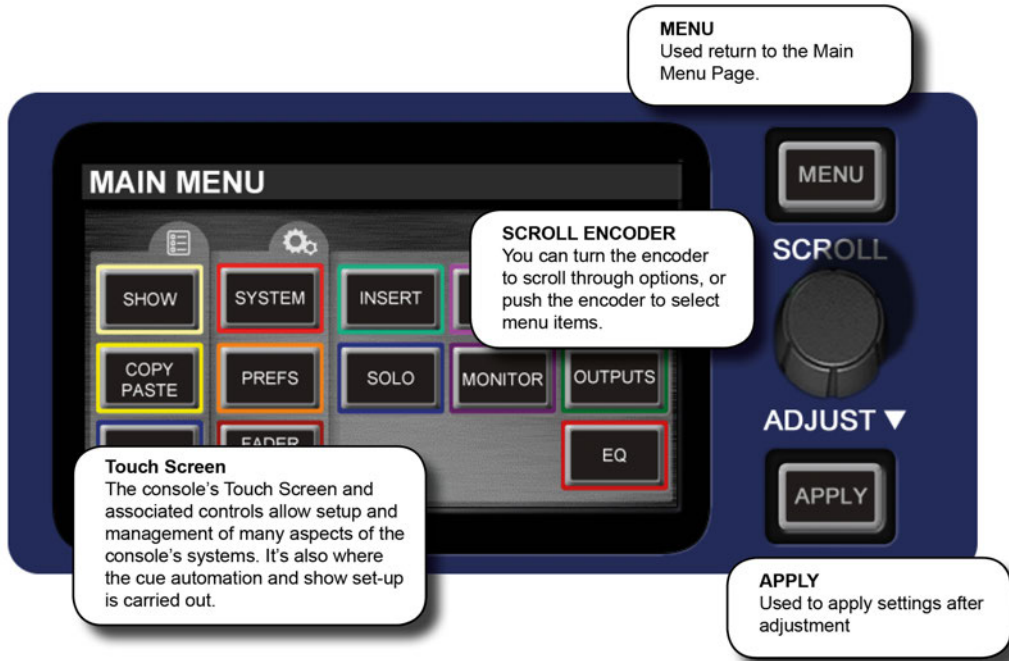 MENU
Used return to the Main
Menu Page.
MENU
MAIN MENU
SCROLL ENCODER
You can turn the encoder
to scroll through options, or
push the encoder to select
menu items.
SCROLL
SHOW
SYSTEM
INSERT
COPY
PASTE
PREFS
SOLO
MONITOR
OUTPUTS
ADJUST ▼
FADER
EQ
Touch Screen
The console’s Touch Screen and
associated controls allow setup and
management of many aspects of the
console’s systems. It’s also where
the cue automation and show set-up
is carried out.
APPLY
APPLY
Used to apply settings after
adjustment